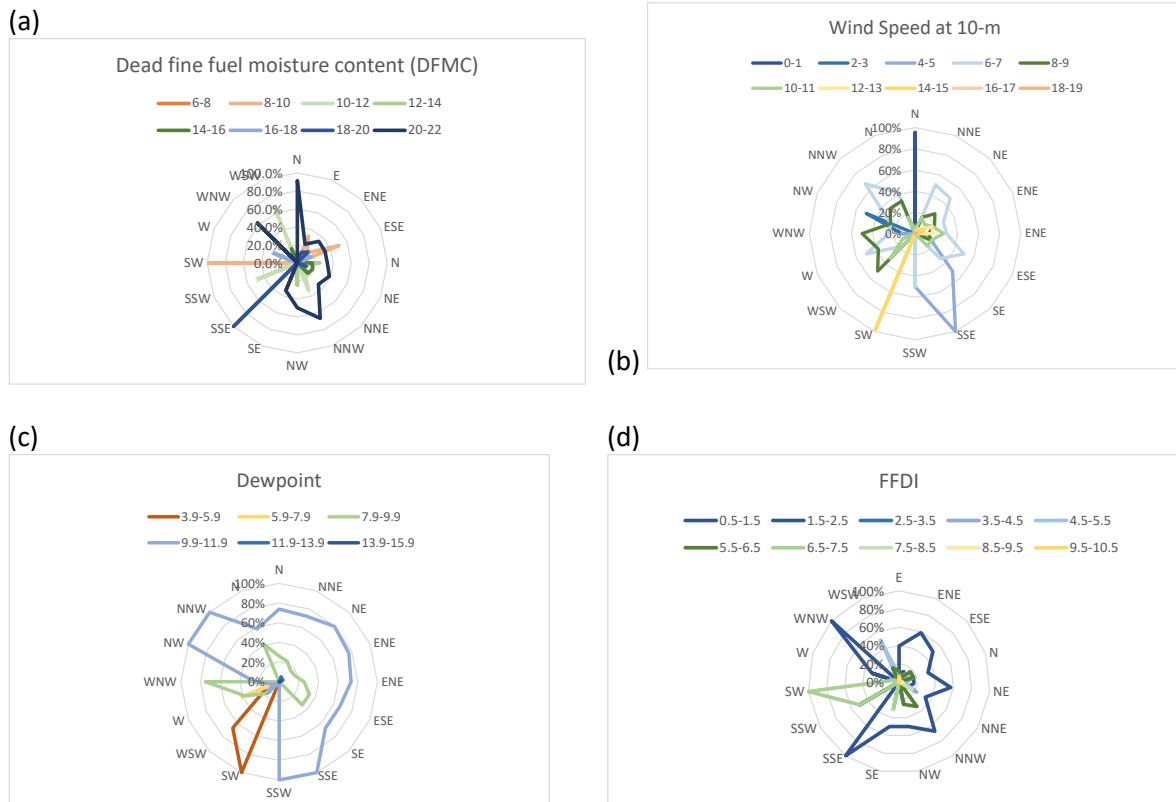 (a)
Dead fine fuel moisture content (DFMC)
6-8 8-10 10-12 12-14
14-16 16-18 18-20 20-22
N
E
ENE
ESE
N
NE
NNE
NNW
NW
SE
SSE
SSW
SW
W
WNW
WSW
100.0%
80.0%
60.0%
40.0%
20.0%
0.0%
(b)
Wind Speed at 10-m
0-1 2-3 4-5 6-7 8-9
10-11 12-13 14-15 16-17 18-19
N
NNE
NE
ENE
ENE
ESE
SE
SSE
SSW
SW
WSW
W
WNW
NW
NNW
N
100%
80%
60%
40%
20%
0%
(c)
Dewpoint
3.9-5.9 5.9-7.9 7.9-9.9
9.9-11.9 11.9-13.9 13.9-15.9
N
NNE
NE
ENE
ENE
ESE
SE
SSE
SSW
SW
WSW
W
WNW
NW
NNW
N
100%
80%
60%
40%
20%
0%
(d)
FFDI
0.5-1.5 1.5-2.5 2.5-3.5 3.5-4.5 4.5-5.5
5.5-6.5 6.5-7.5 7.5-8.5 8.5-9.5 9.5-10.5
E
ENE
ESE
N
NE
NNE
NNW
NW
SE
SSE
SSW
SW
W
WNW
WSW
100%
80%
60%
40%
20%
0%